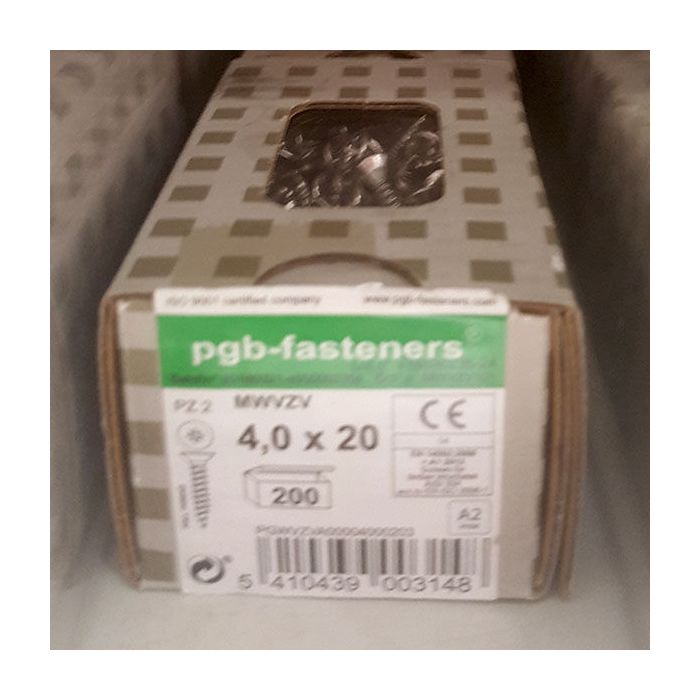 ISO 9001 certified company www.pgb-fasteners.com
pgb-fasteners
PZ 2 MWVZV
4,0 x 20
CE
200
A2
PGWVZVA00004000203
5 410439 003148